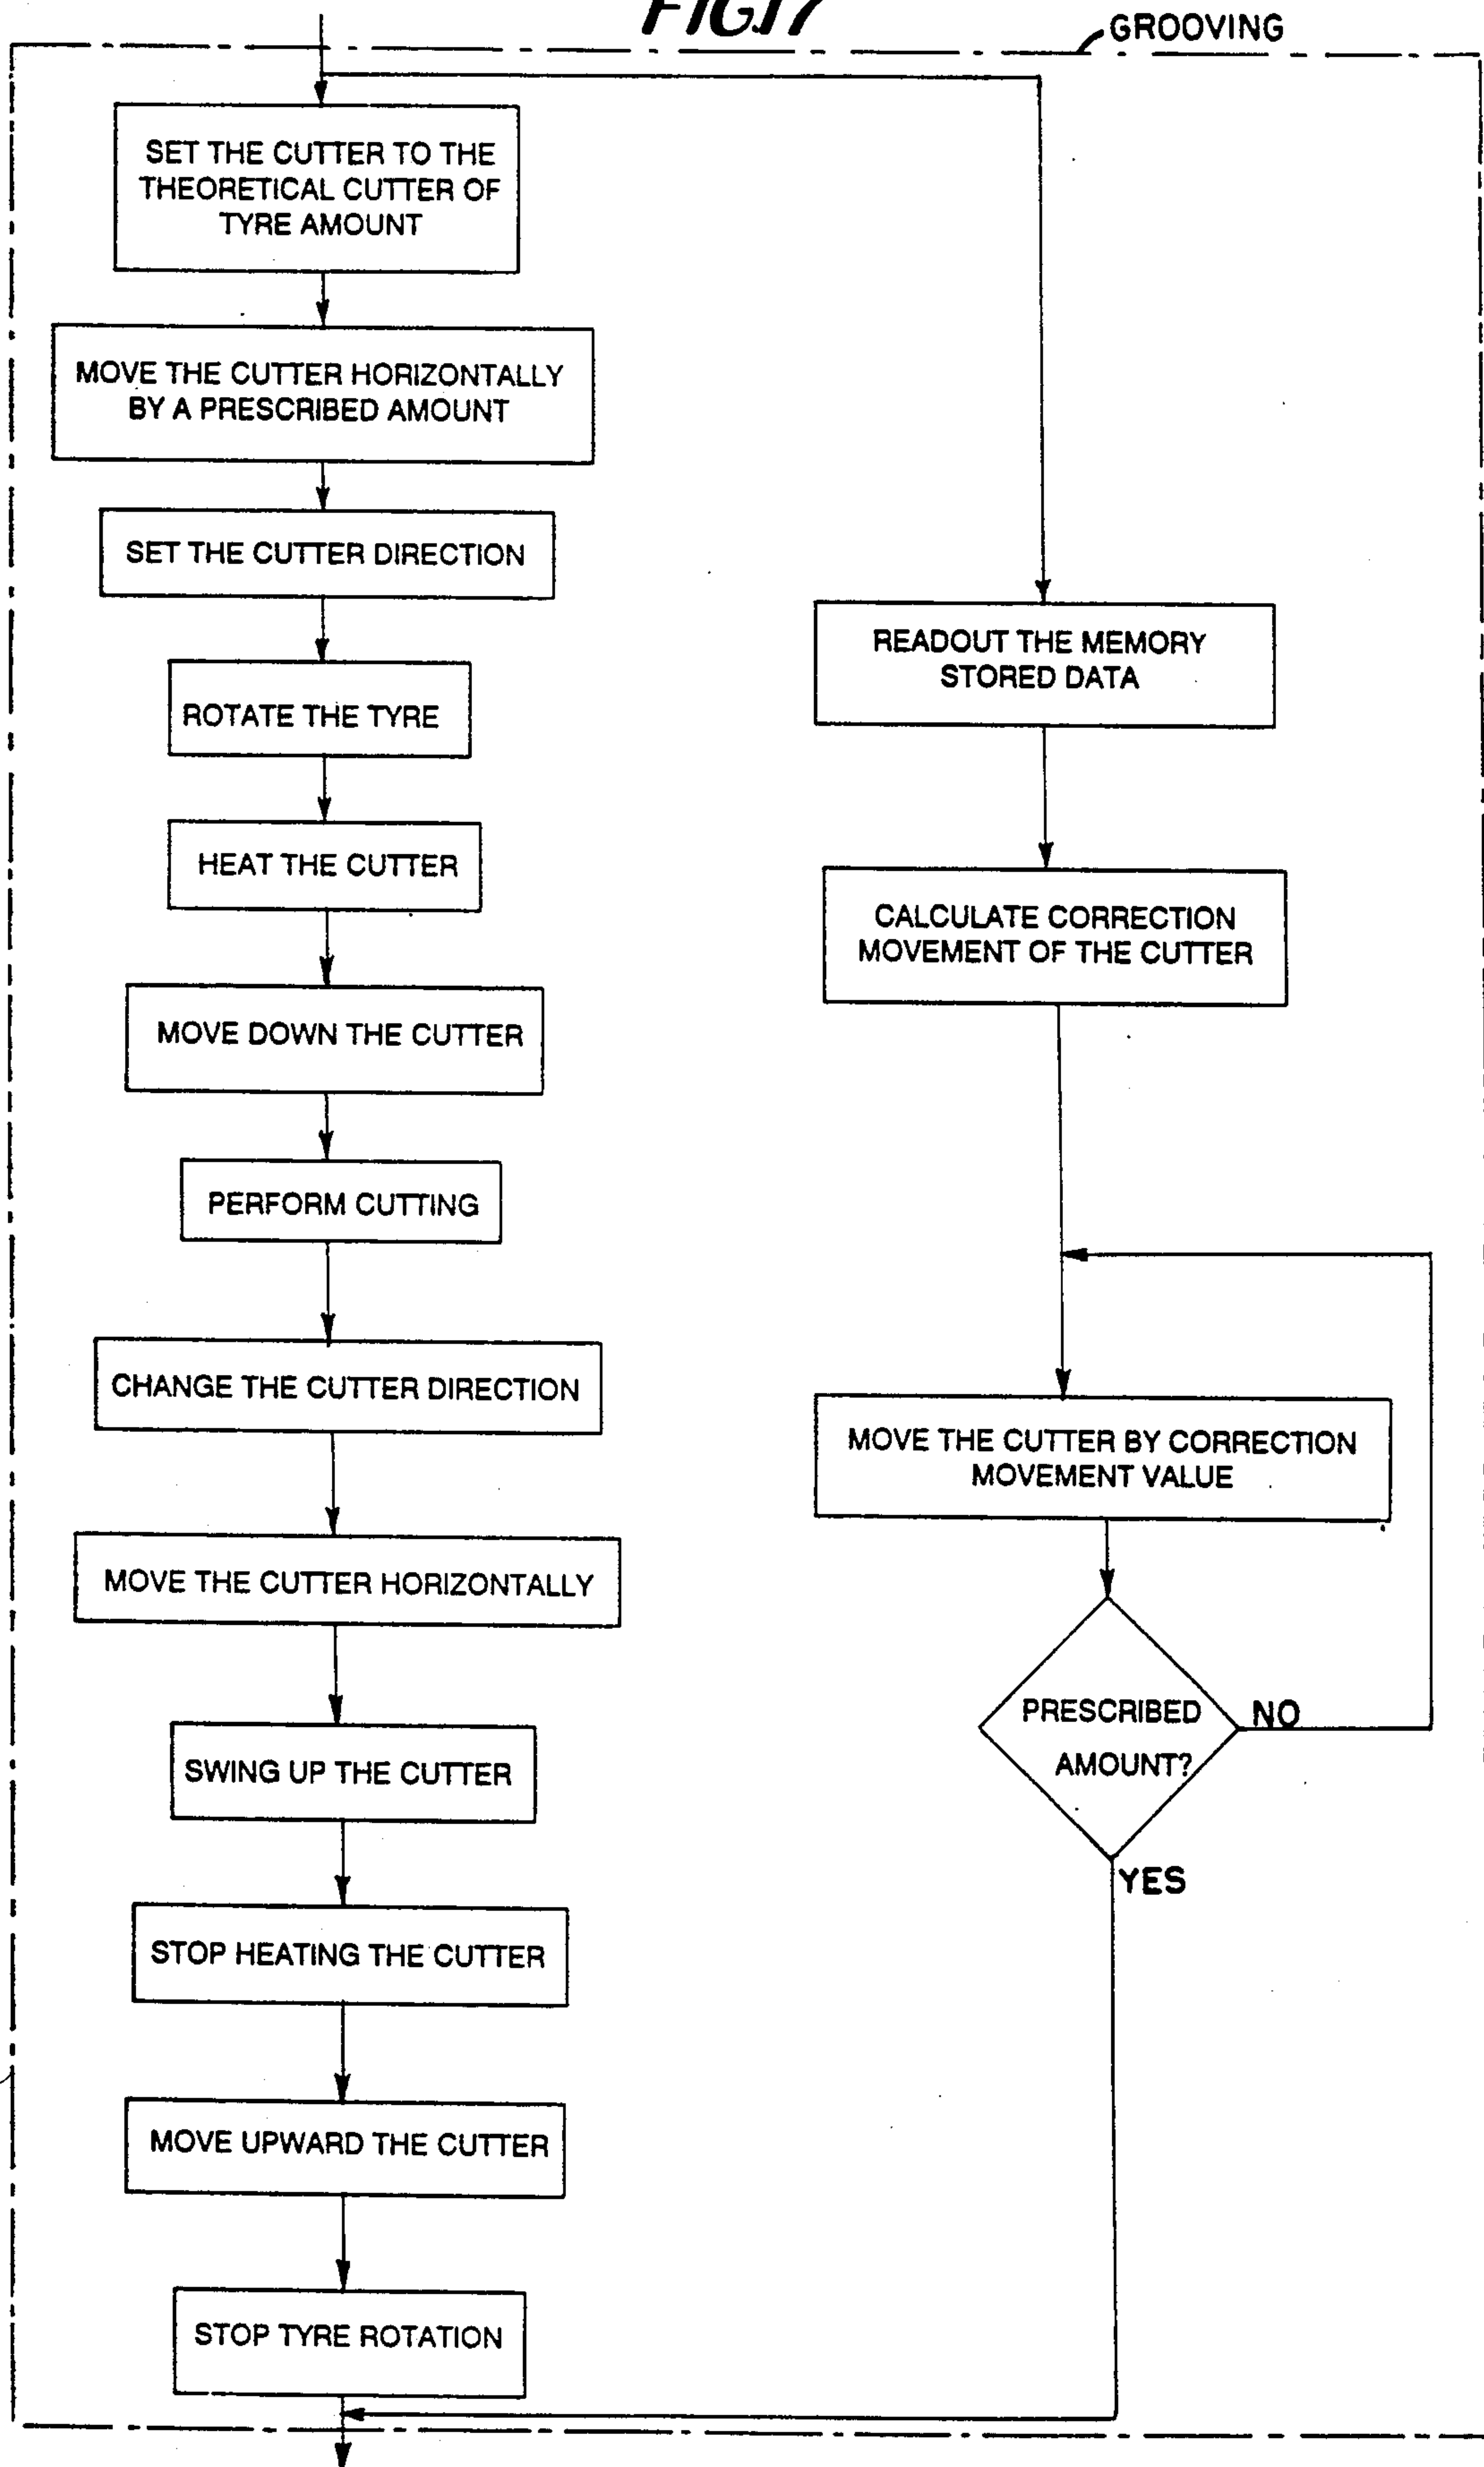 FIG.17
GROOVING
SET THE CUTTER TO THE
THEORETICAL CUTTER OF
TYRE AMOUNT
MOVE THE CUTTER HORIZONTALLY
BY A PRESCRIBED AMOUNT
SET THE CUTTER DIRECTION
ROTATE THE TYRE
HEAT THE CUTTER
MOVE DOWN THE CUTTER
PERFORM CUTTING
CHANGE THE CUTTER DIRECTION
MOVE THE CUTTER HORIZONTALLY
SWING UP THE CUTTER
STOP HEATING THE CUTTER
MOVE UPWARD THE CUTTER
STOP TYRE ROTATION
READOUT THE MEMORY
STORED DATA
CALCULATE CORRECTION
MOVEMENT OF THE CUTTER
MOVE THE CUTTER BY CORRECTION
MOVEMENT VALUE
PRESCRIBED
AMOUNT?
NO
YES